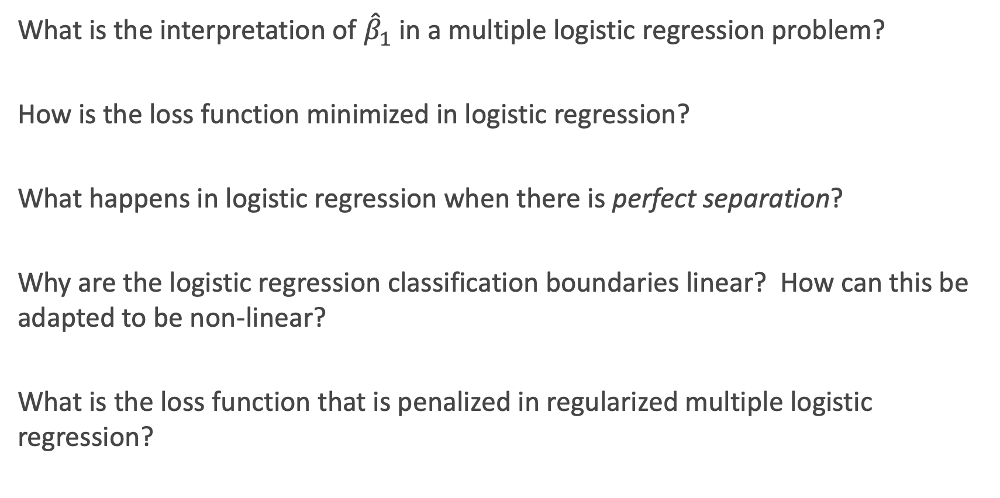 What is the interpretation of β̂₁ in a multiple logistic regression problem?
How is the loss function minimized in logistic regression?
What happens in logistic regression when there is perfect separation?
Why are the logistic regression classification boundaries linear?  How can this be
adapted to be non-linear?
What is the loss function that is penalized in regularized multiple logistic
regression?